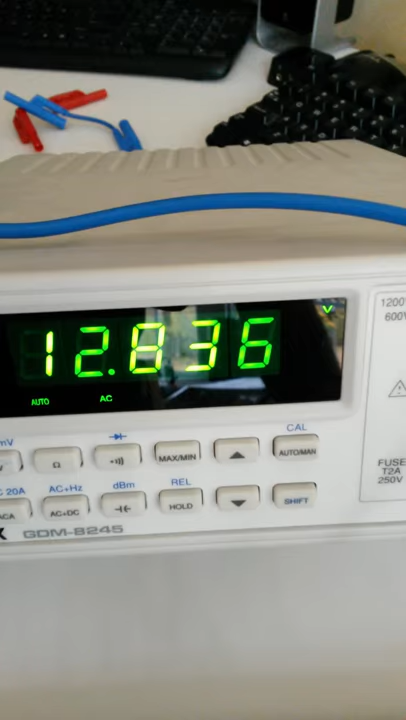 12.836
V
AUTO AC
1200
600V
mV
Ω
MAX/MIN
CAL
AUTO/MAN
20A
AC+Hz
dBm
REL
ACA
AC+DC
HOLD
SHIFT
FUSE
T2A
250V
GDM-8245